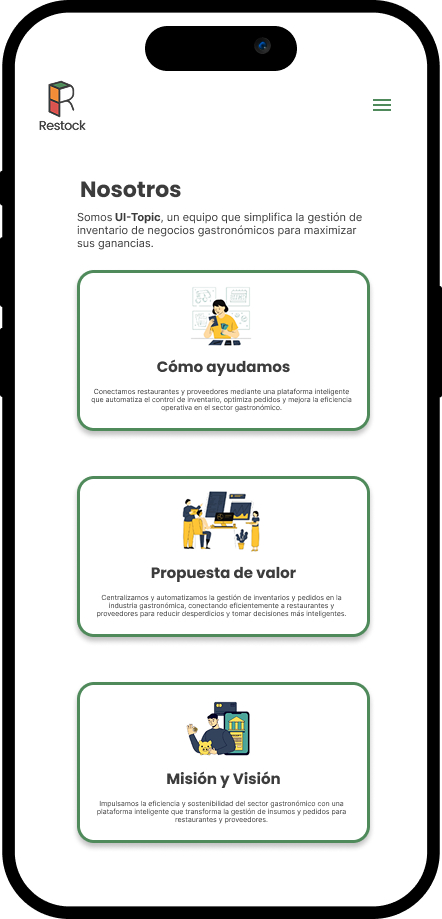 Restock
Nosotros
Somos UI-Topic, un equipo que simplifica la gestión de
inventario de negocios gastronómicos para maximizar
sus ganancias.
Cómo ayudamos
Conectamos restaurantes y proveedores mediante una plataforma inteligente
que automatiza el control de inventario, optimiza pedidos y mejora la eficiencia
operativa en el sector gastronómico.
Propuesta de valor
Centralizamos y automatizamos la gestión de inventarios y pedidos en la
industria gastronómica, conectando eficientemente a restaurantes y
proveedores para reducir desperdicios y tomar decisiones más inteligentes.
Misión y Visión
Impulsamos la eficiencia y sostenibilidad del sector gastronómico con una
plataforma inteligente que transforma la gestión de insumos y pedidos para
restaurantes y proveedores.